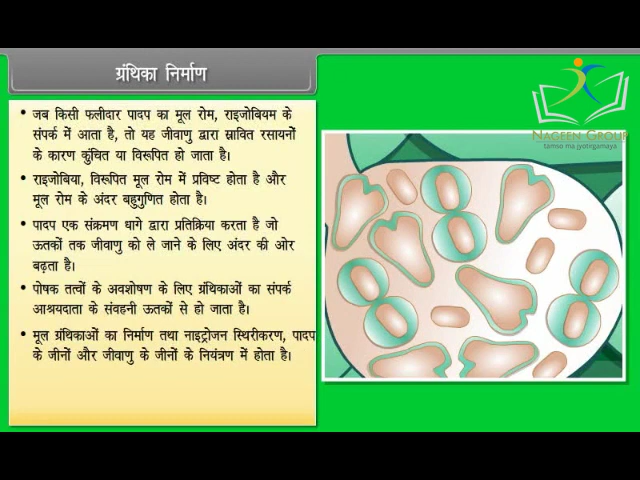 ग्रंथिका निर्माण
• जब किसी फलीदार पादप का मूल रोम, राइजोबियम के
संपर्क में आता है, तो यह जीवाणु द्वारा स्रावित रसायनों
के कारण कुंचित या विरूपित हो जाता है।
• राइजोबिया, विरूपित मूल रोम में प्रविष्ट होता है और
मूल रोम के अंदर बहुगुणित होता है।
• पादप एक संक्रमण धागे द्वारा प्रतिक्रिया करता है जो
ऊतकों तक जीवाणु को ले जाने के लिए अंदर की ओर
बढ़ता है।
• पोषक तत्वों के अवशोषण के लिए ग्रंथिकाओं का संपर्क
आश्रयदाता के संवहनी ऊतकों से हो जाता है।
• मूल ग्रंथिकाओं का निर्माण तथा नाइट्रोजन स्थिरीकरण, पादप
के जीनों और जीवाणु के जीनों के नियंत्रण में होता है।
NAGEEN GROUP
tamso ma jyotirgamaya